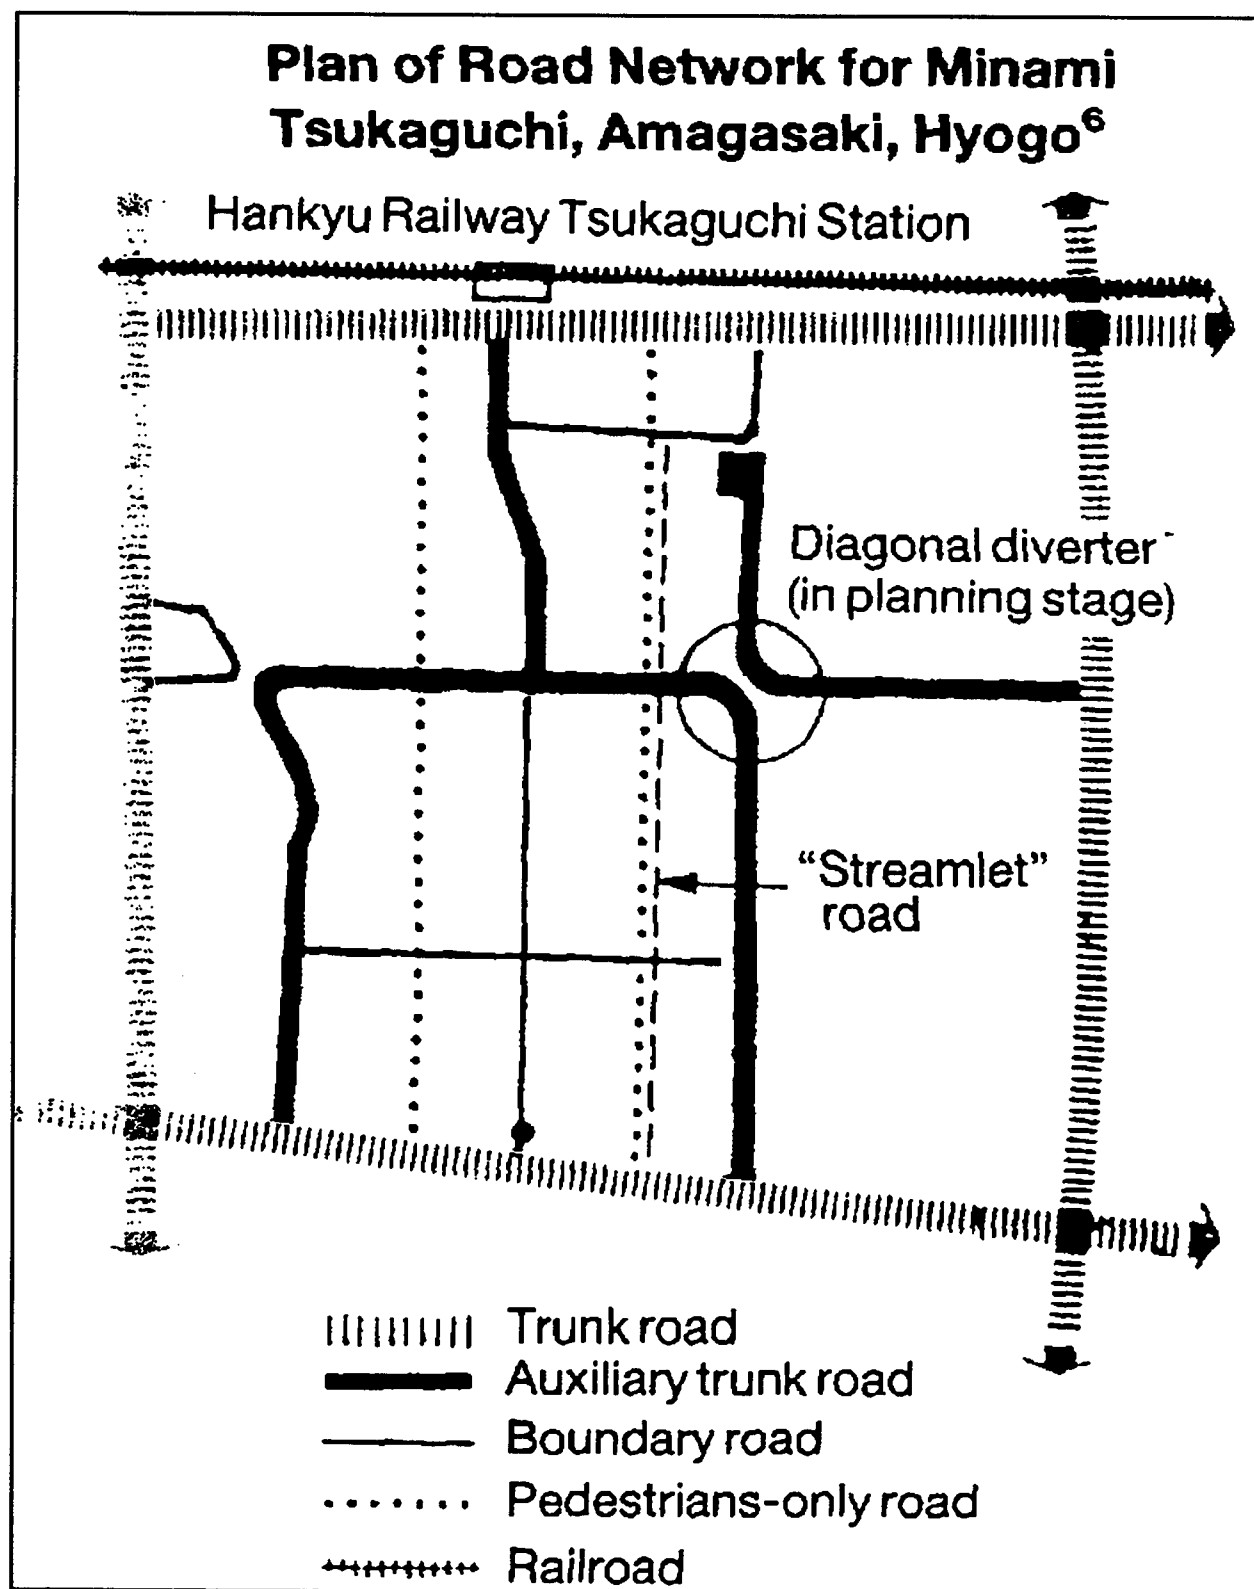 Plan of Road Network for Minami
Tsukaguchi, Amagasaki, Hyogo⁶
Hankyu Railway Tsukaguchi Station
Diagonal diverter
(in planning stage)
“Streamlet”
road
Trunk road
Auxiliary trunk road
Boundary road
Pedestrians-only road
Railroad